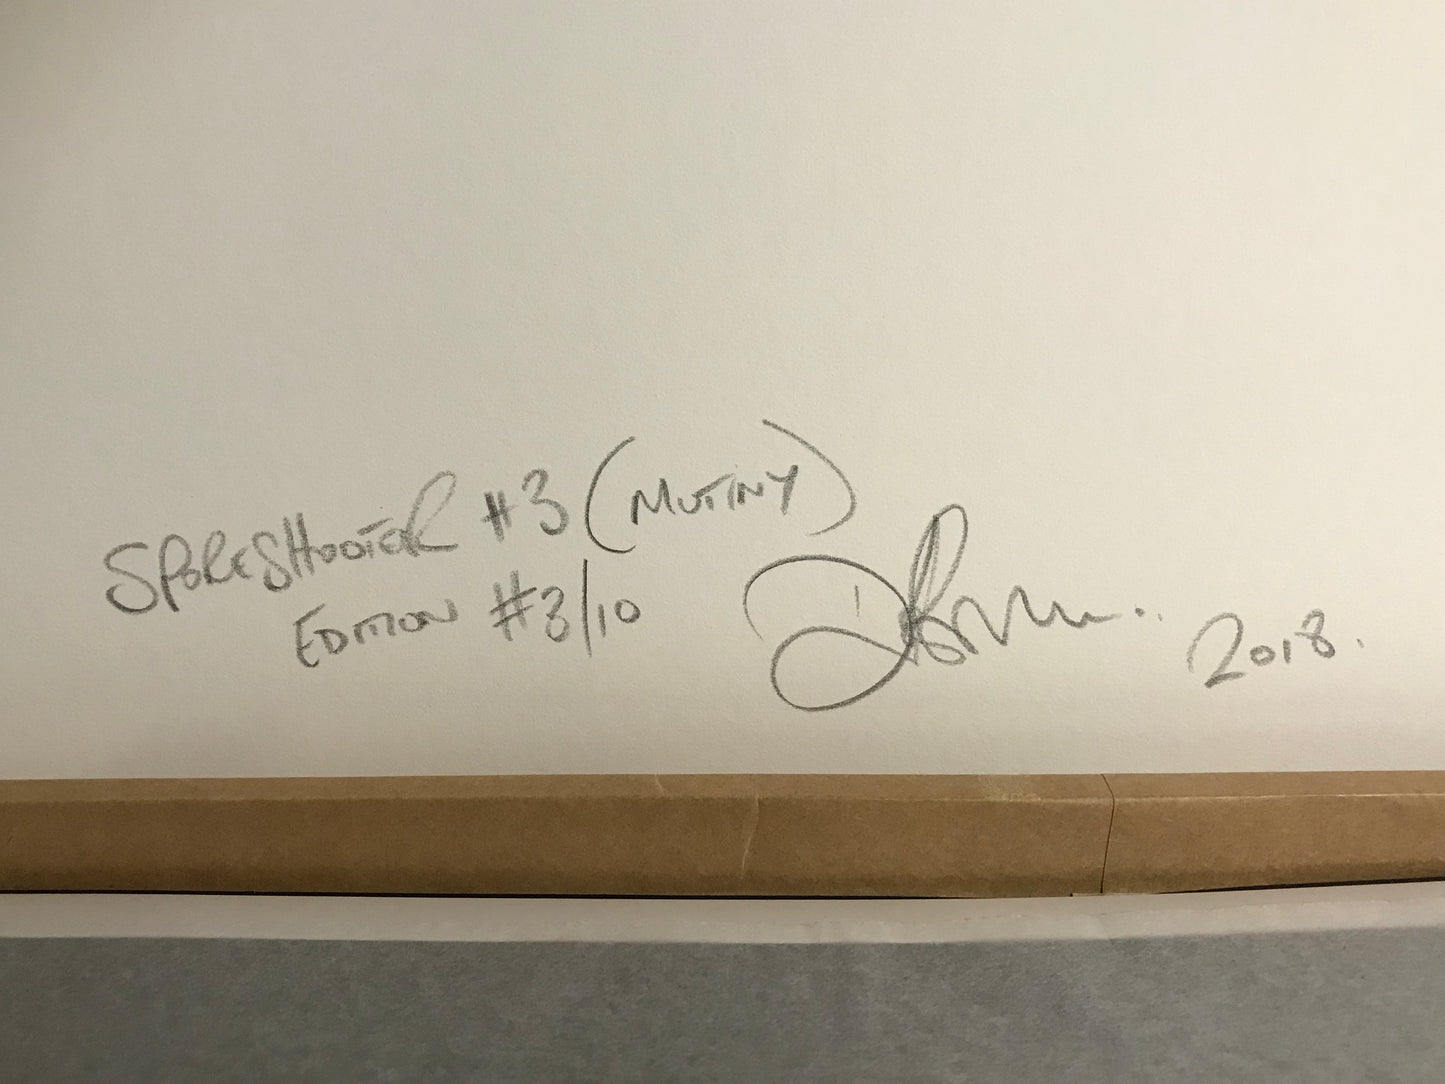 SPORESHOOTER #3 (MUTINY)
EDITION #3/10
2018.